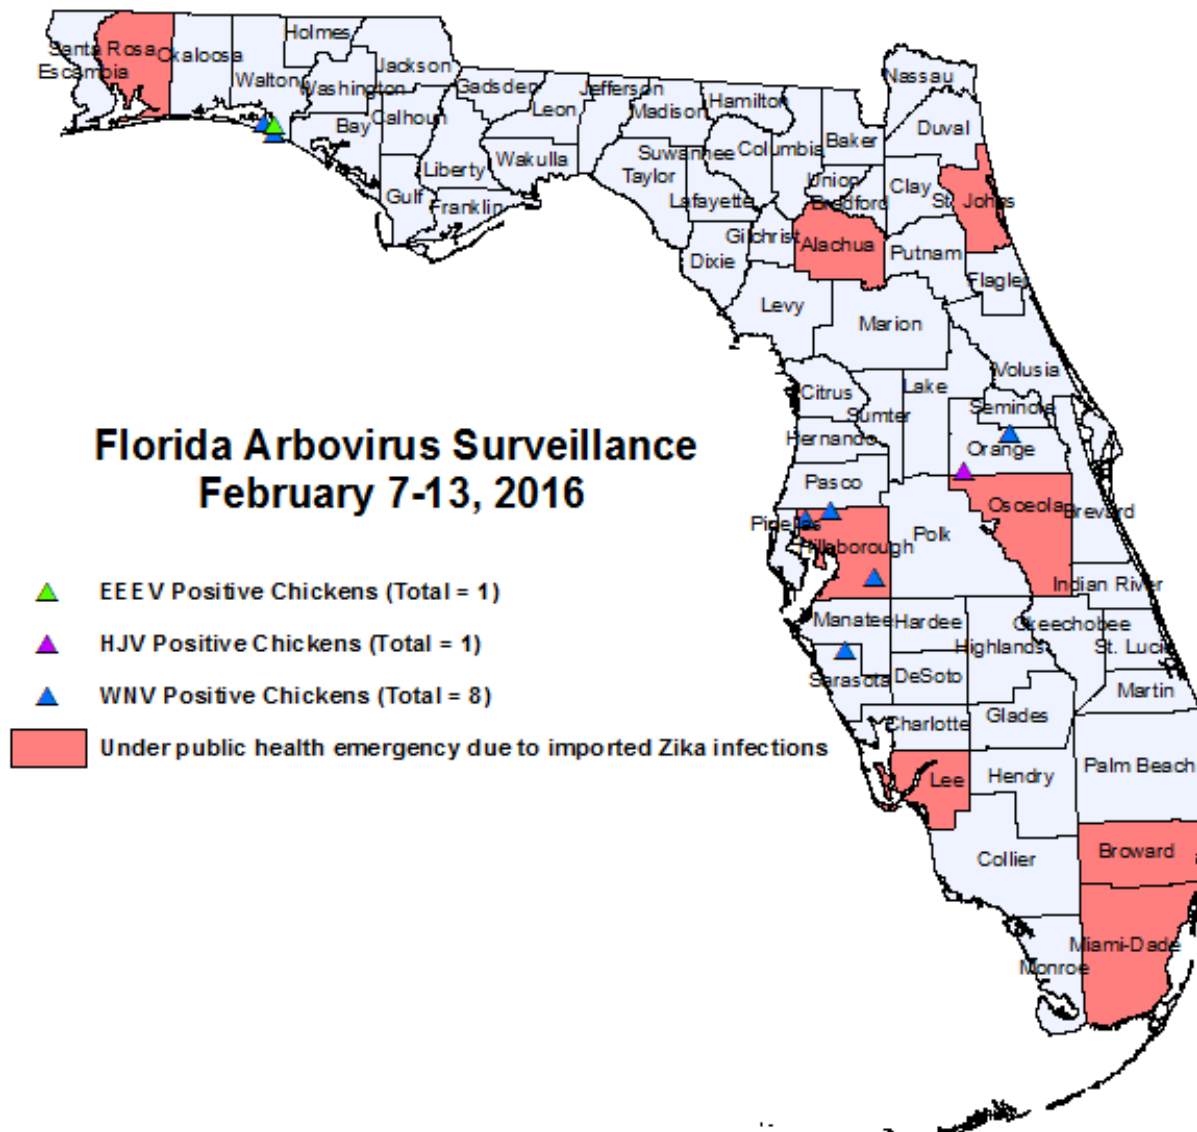 Holmes
Santa Rosa
Okaloosa
Escambia
Walton
Jackson
Washington
Gadsden
Jefferson
Nassau
Leon
Madison
Hamilton
Bay
Calhoun
Duval
Baker
Columbia
Suwannee
Wakulla
Liberty
Taylor
Union
Clay
Gulf
Franklin
Lafayette
Bradford
St. Johns
Gilchrist
Alachua
Putnam
Dixie
Flagler
Levy
Marion
Volusia
Citrus
Lake
Sumter
Seminole
Hernando
Orange
Florida Arbovirus Surveillance
February 7-13, 2016
Pasco
Osceola
Brevard
Pinellas
Hillsborough
Polk
Indian River
EEEV Positive Chickens (Total = 1)
Manatee
Hardee
Okeechobee
HJV Positive Chickens (Total = 1)
Highlands
St. Lucie
Sarasota
DeSoto
Martin
WNV Positive Chickens (Total = 8)
Charlotte
Glades
Under public health emergency due to imported Zika infections
Lee
Hendry
Palm Beach
Collier
Broward
Miami-Dade
Monroe